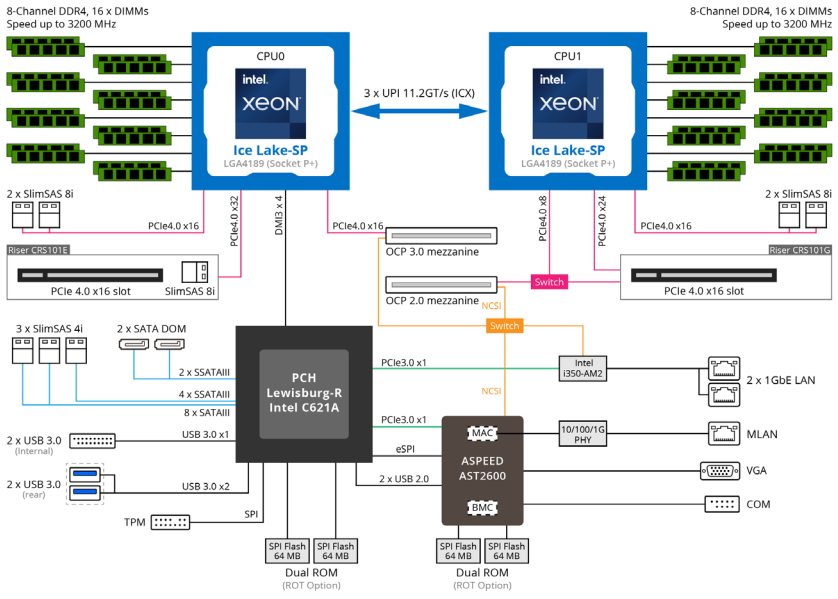 8-Channel DDR4, 16 x DIMMs
Speed up to 3200 MHz
8-Channel DDR4, 16 x DIMMs
Speed up to 3200 MHz
CPU0
intel.
XEON
Ice Lake-SP
LGA4189 (Socket P+)
3 x UPI 11.2GT/s (ICX)
CPU1
intel.
XEON
Ice Lake-SP
LGA4189 (Socket P+)
2 x SlimSAS 8i
PCIe4.0 x16
PCIe4.0 x32
DMI3 x 4
PCIe4.0 x16
OCP 3.0 mezzanine
PCIe4.0 x8
PCIe4.0 x24
PCIe4.0 x16
2 x SlimSAS 8i
Riser CRS101E
PCIe 4.0 x16 slot
SlimSAS 8i
OCP 2.0 mezzanine
Switch
Riser CRS101G
PCIe 4.0 x16 slot
NCSI
Switch
3 x SlimSAS 4i
2 x SATA DOM
2 x SSATAIII
4 x SSATAIII
8 x SATAIII
PCH
Lewisburg-R
Intel C621A
PCIe3.0 x1
Intel
i350-AM2
2 x 1GbE LAN
NCSI
PCIe3.0 x1
eSPI
2 x USB 2.0
MAC
ASPEED
AST2600
BMC
10/100/1G
PHY
MLAN
VGA
COM
2 x USB 3.0
(Internal)
USB 3.0 x1
2 x USB 3.0
(rear)
USB 3.0 x2
TPM
SPI
SPI Flash
64 MB
SPI Flash
64 MB
Dual ROM
(ROT Option)
SPI Flash
64 MB
SPI Flash
64 MB
Dual ROM
(ROT Option)